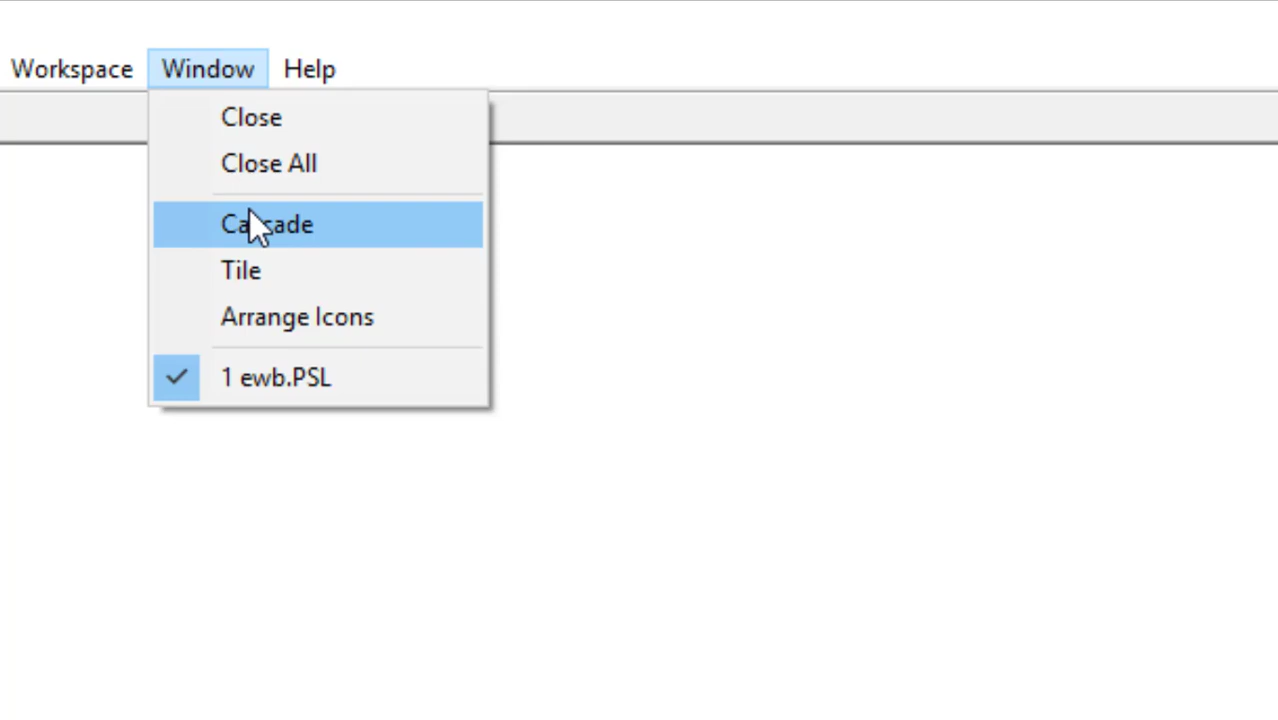 Workspace Window Help
Close
Close All
Cascade
Tile
Arrange Icons
1 ewb.PSL